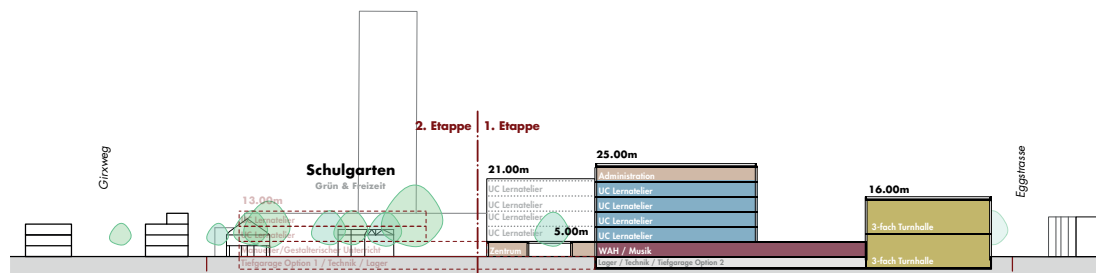 2. Etappe
1. Etappe
Girxweg
Schulgarten
Grün & Freizeit
13.00m
UC Lernatelier
UC Lernatelier
Manueller/Gestalterischer Unterricht
Tiefgarage Option 1 / Technik / Lager
21.00m
UC Lernatelier
UC Lernatelier
UC Lernatelier
UC Lernatelier
5.00m
Zentrum
25.00m
Administration
UC Lernatelier
UC Lernatelier
UC Lernatelier
UC Lernatelier
WAH / Musik
Lager / Technik / Tiefgarage Option 2
16.00m
3-fach Turnhalle
3-fach Turnhalle
Eggstrasse